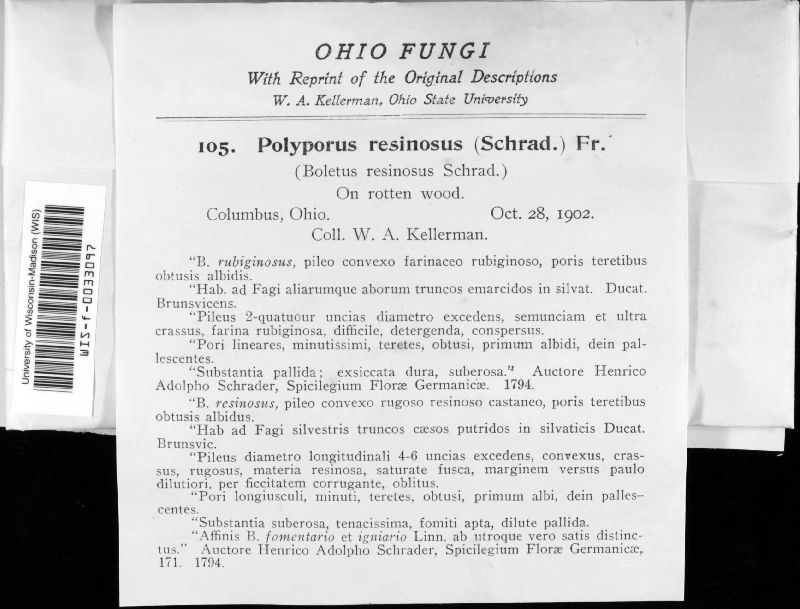 OHIO FUNGI
With Reprint of the Original Descriptions
W. A. Kellerman, Ohio State University
105. Polyporus resinosus (Schrad.) Fr.
(Boletus resinosus Schrad.)
On rotten wood.
Columbus, Ohio. Oct. 28, 1902.
Coll. W. A. Kellerman.
"B. rubiginosus, pileo convexo farinaceo rubiginoso, poris teretibus
obtusis albidis.
"Hab. ad Fagi aliarumque aborum truncos emarcidos in silvat. Ducat.
Brunsvicens.
"Pileus 2-quatuour uncias diametro excedens, semunciam et ultra
crassus, farina rubiginosa, difficile, detergenda, conspersus.
"Pori lineares, minutissimi, teretes, obtusi, primum albidi, dein pal-
lescentes.
"Substantia pallida; exsiccata dura, suberosa." Auctore Henrico
Adolpho Schrader, Spicilegium Floræ Germanicæ. 1794.
"B. resinosus, pileo convexo rugoso resinoso castaneo, poris teretibus
obtusis albidus.
"Hab ad Fagi silvestris truncos cæsos putridos in silvaticis Ducat.
Brunsvic.
"Pileus diametro longitudinali 4-6 uncias excedens, convexus, cras-
sus, rugosus, materia resinosa, saturate fusca, marginem versus paulo
dilutiori, per ficcitatem corrugante, oblitus.
"Pori longiusculi, minuti, teretes, obtusi, primum albi, dein palles-
centes.
"Substantia suberosa, tenacissima, fomiti apta, dilute pallida.
"Affinis B. fomentario et igniario Linn. ab utroque vero satis distinc-
tus." Auctore Henrico Adolpho Schrader, Spicilegium Floræ Germanicæ,
171. 1794.
University of Wisconsin-Madison (WIS)
WIS-f-0033097